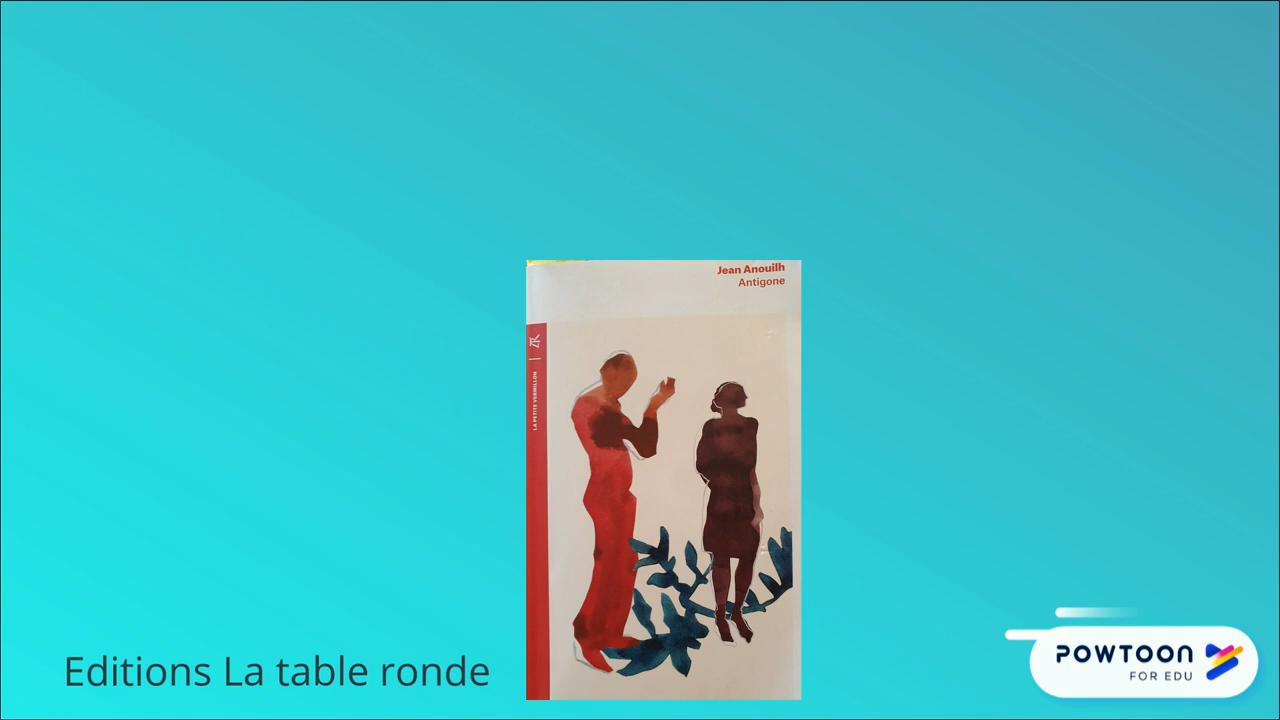 Jean Anouilh
Antigone
LA PETITE VERMILLON
Editions La table ronde
POWTOON
FOR EDU